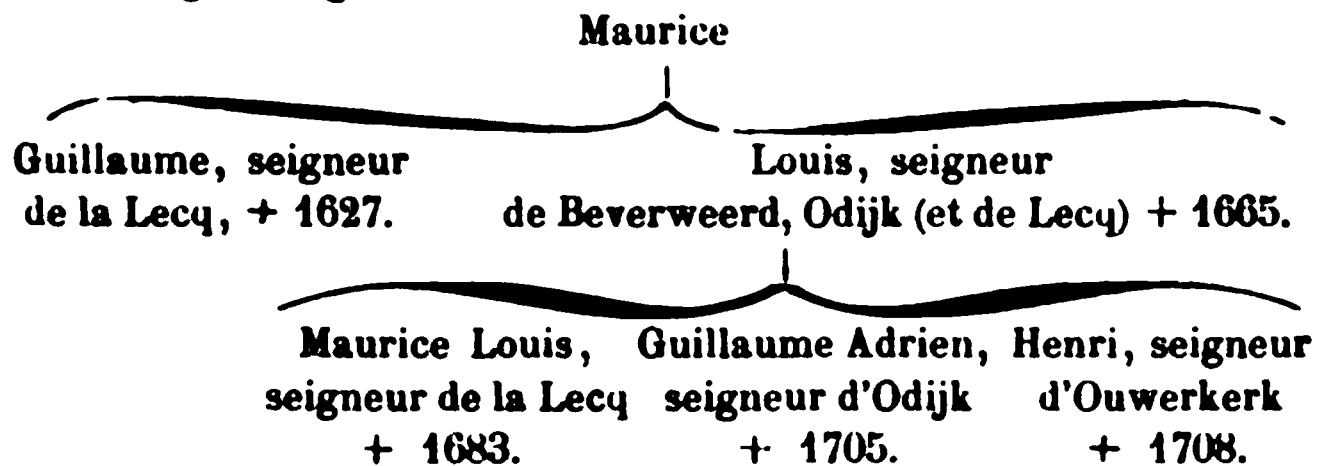 Maurice
Guillaume, seigneur Louis, seigneur
de la Lecq, + 1627. de Beverweerd, Odijk (et de Lecq) + 1665.
Maurice Louis, Guillaume Adrien, Henri, seigneur
seigneur de la Lecq seigneur d'Odijk d'Ouwerkerk
+ 1683. + 1705. + 1708.